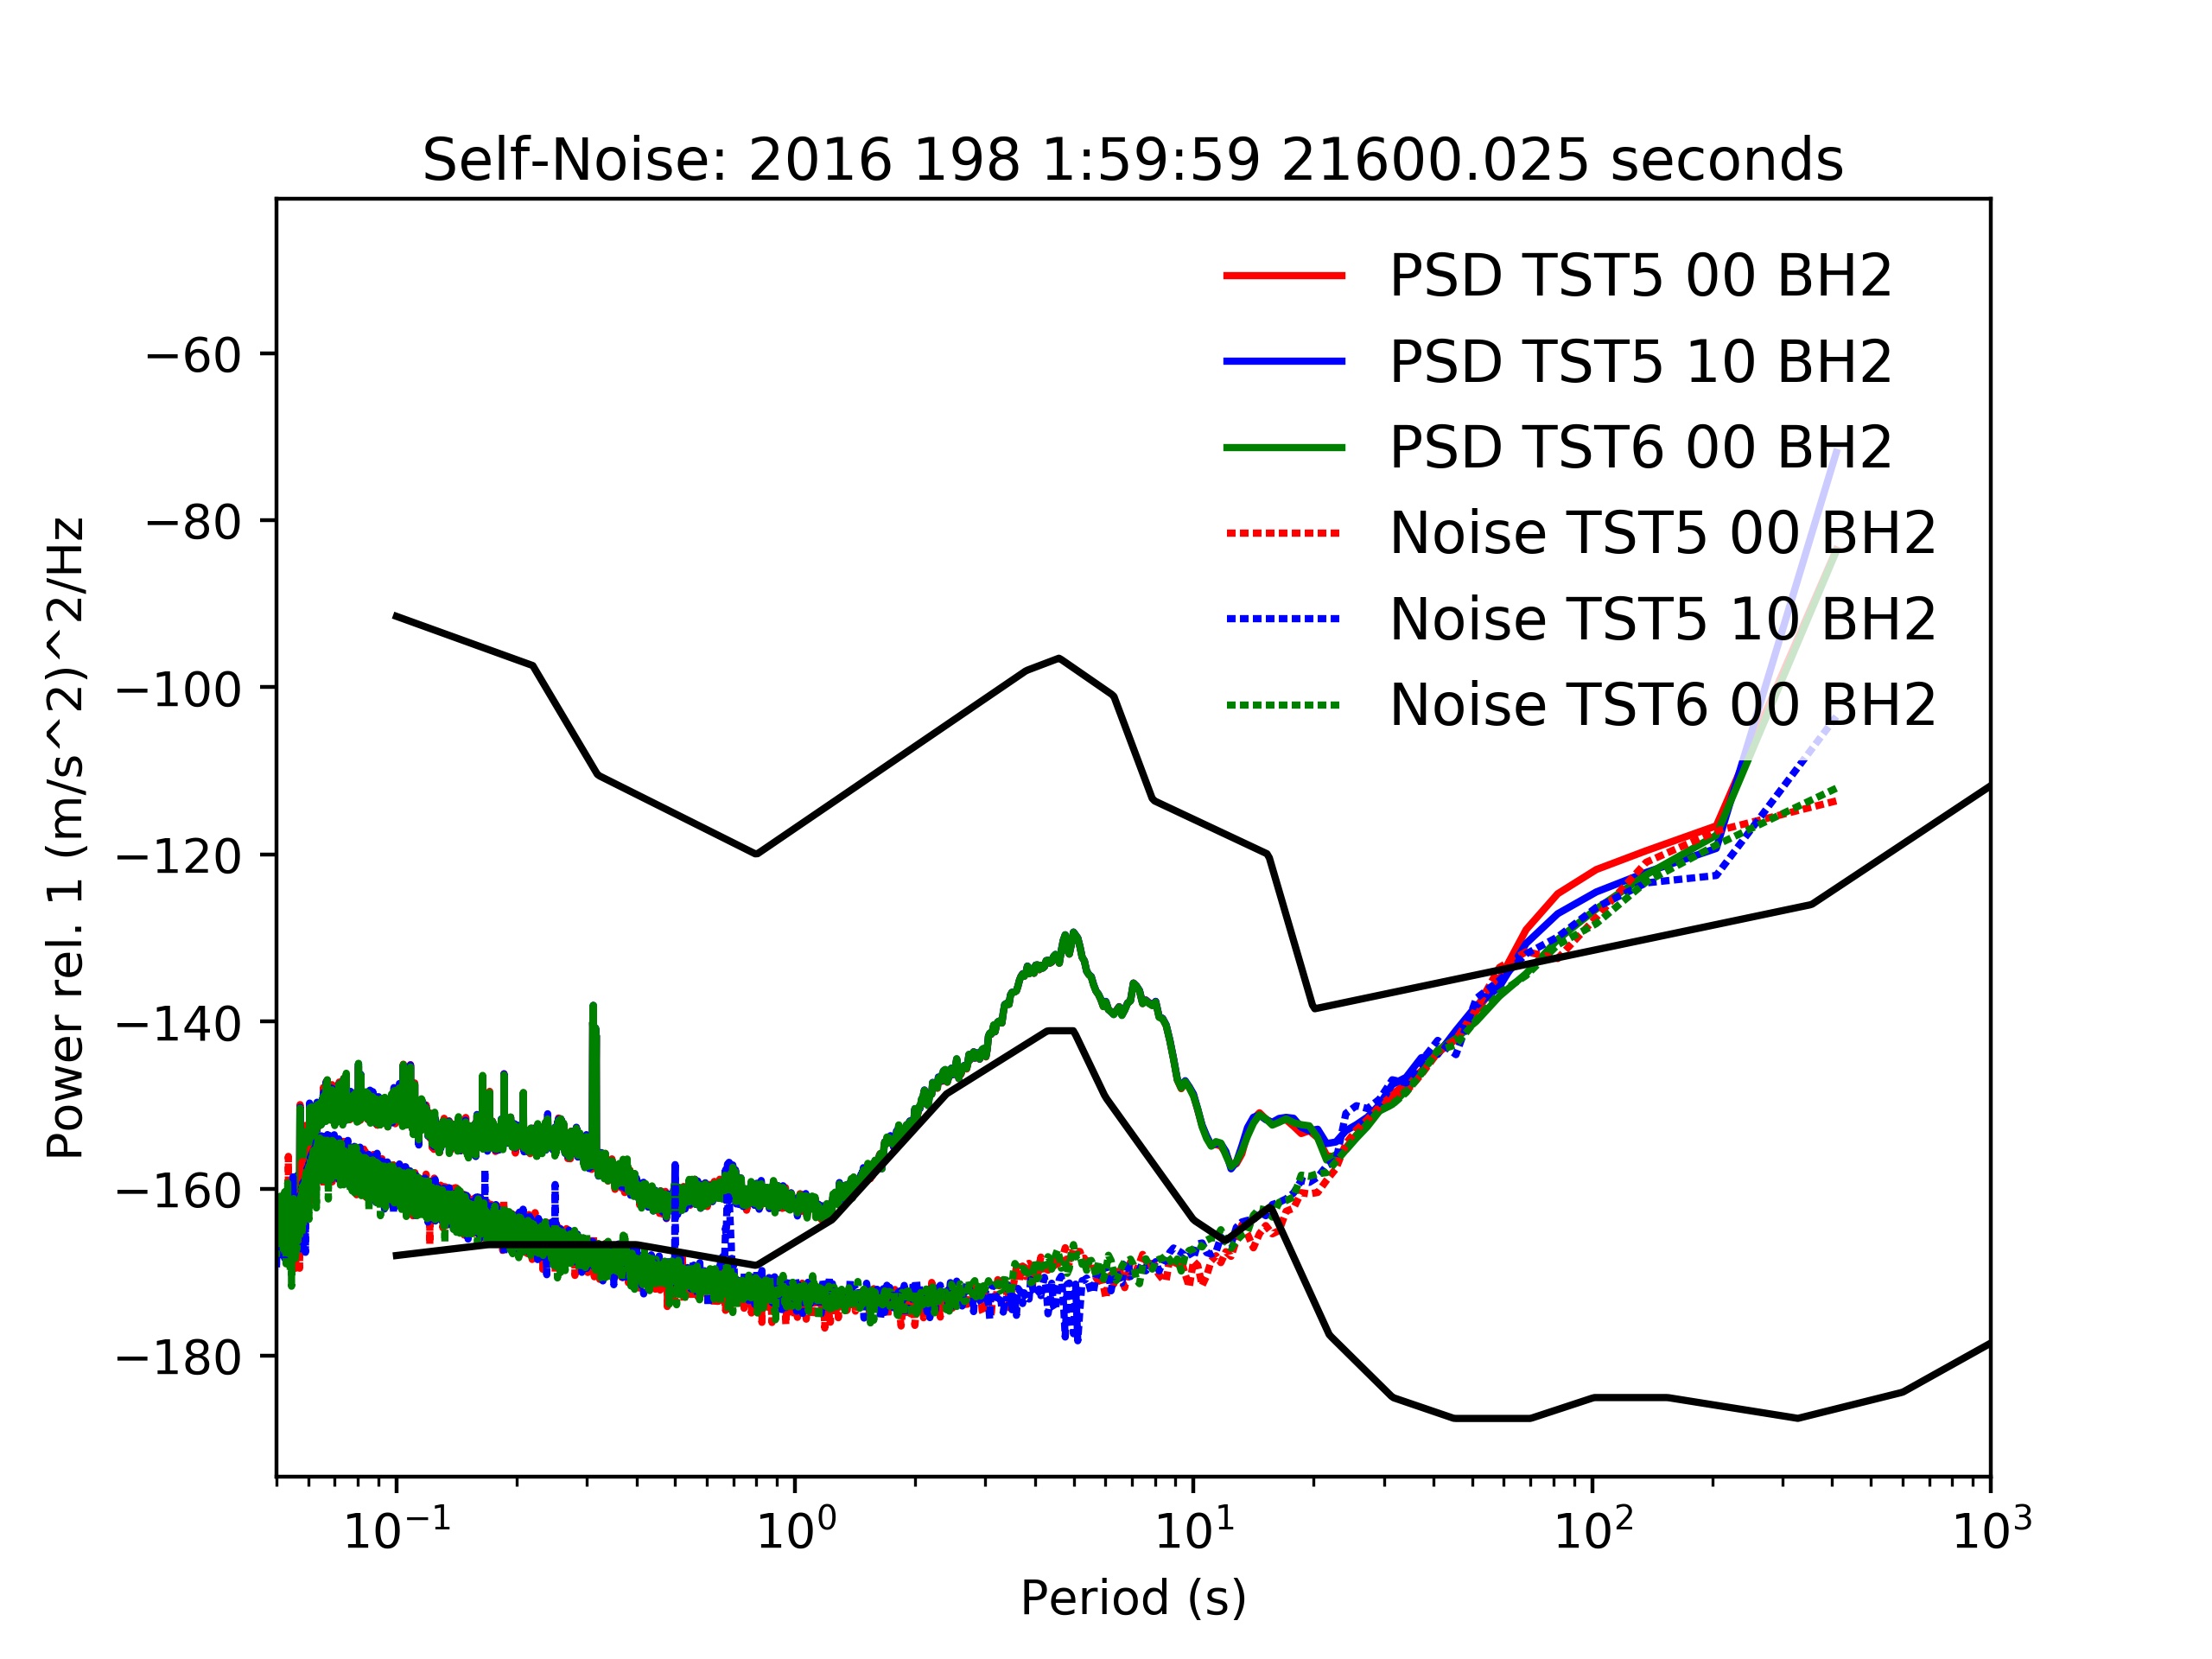 Self-Noise: 2016 198 1:59:59 21600.025 seconds
PSD TST5 00 BH2
PSD TST5 10 BH2
PSD TST6 00 BH2
Noise TST5 00 BH2
Noise TST5 10 BH2
Noise TST6 00 BH2
Power rel. 1 (m/s^2)^2/Hz
−60
−80
−100
−120
−140
−160
−180
10⁻¹
10⁰
10¹
10²
10³
Period (s)